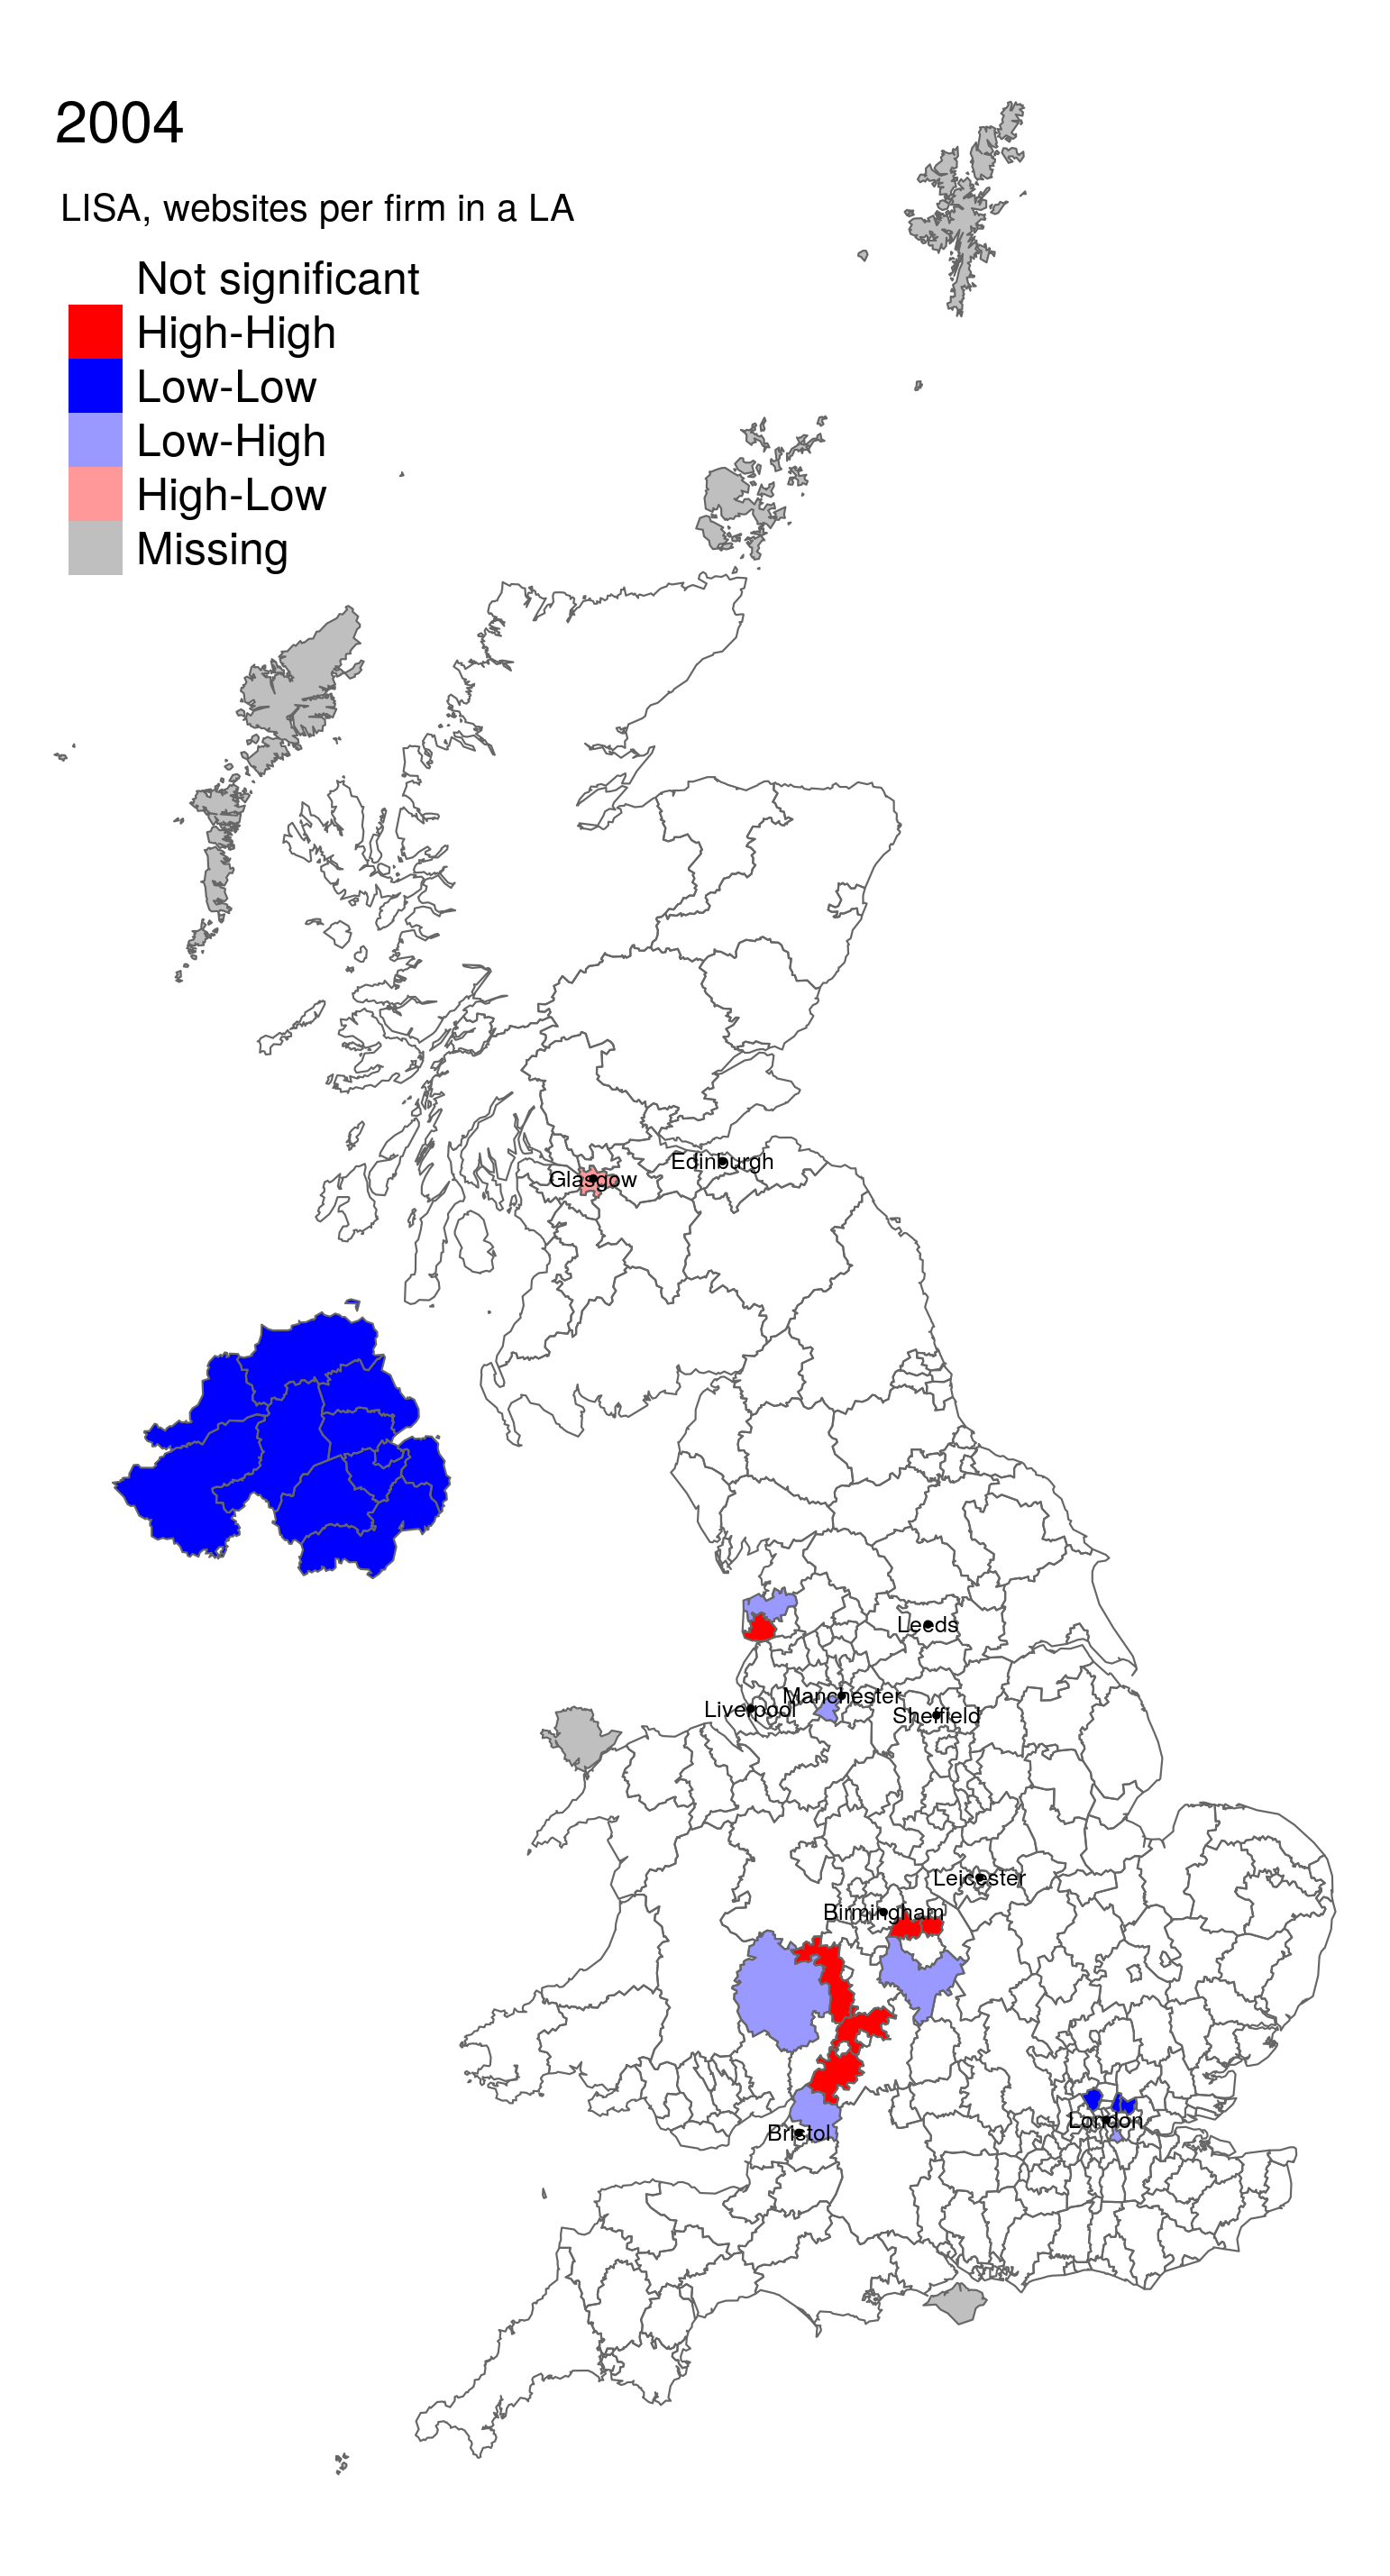 2004
LISA, websites per firm in a LA
Not significant
High-High
Low-Low
Low-High
High-Low
Missing
Edinburgh
Glasgow
Leeds
Manchester
Liverpool
Sheffield
Leicester
Birmingham
London
Bristol